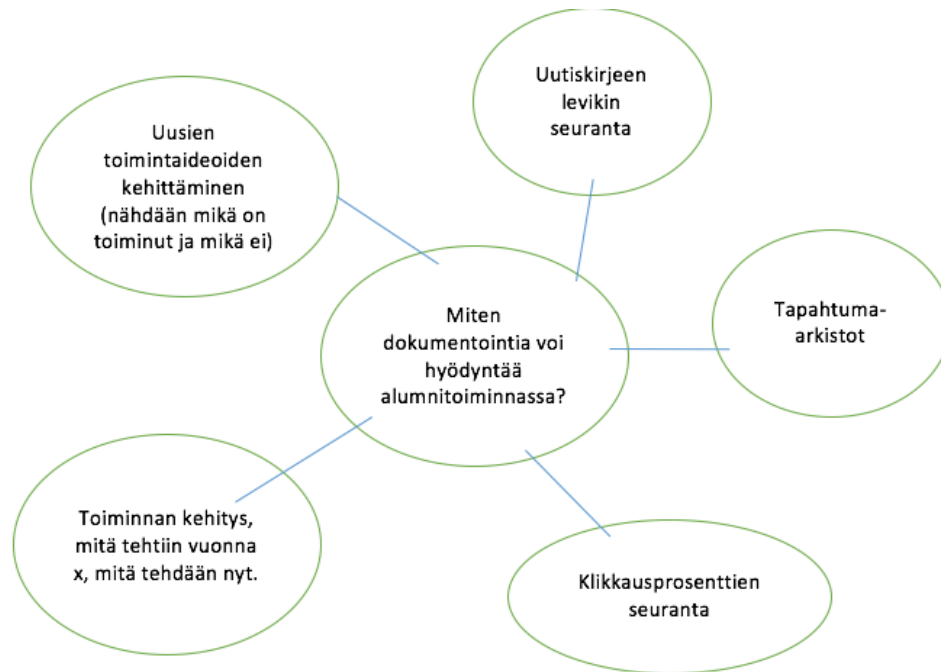 Uutiskirjeen
levikin
seuranta
Uusien
toimintaideoiden
kehittäminen
(nähdään mikä on
toiminut ja mikä ei)
Tapahtuma-
arkistot
Miten
dokumentointia voi
hyödyntää
alumnitoiminnassa?
Toiminnan kehitys,
mitä tehtiin vuonna
x, mitä tehdään nyt.
Klikkausprosenttien
seuranta